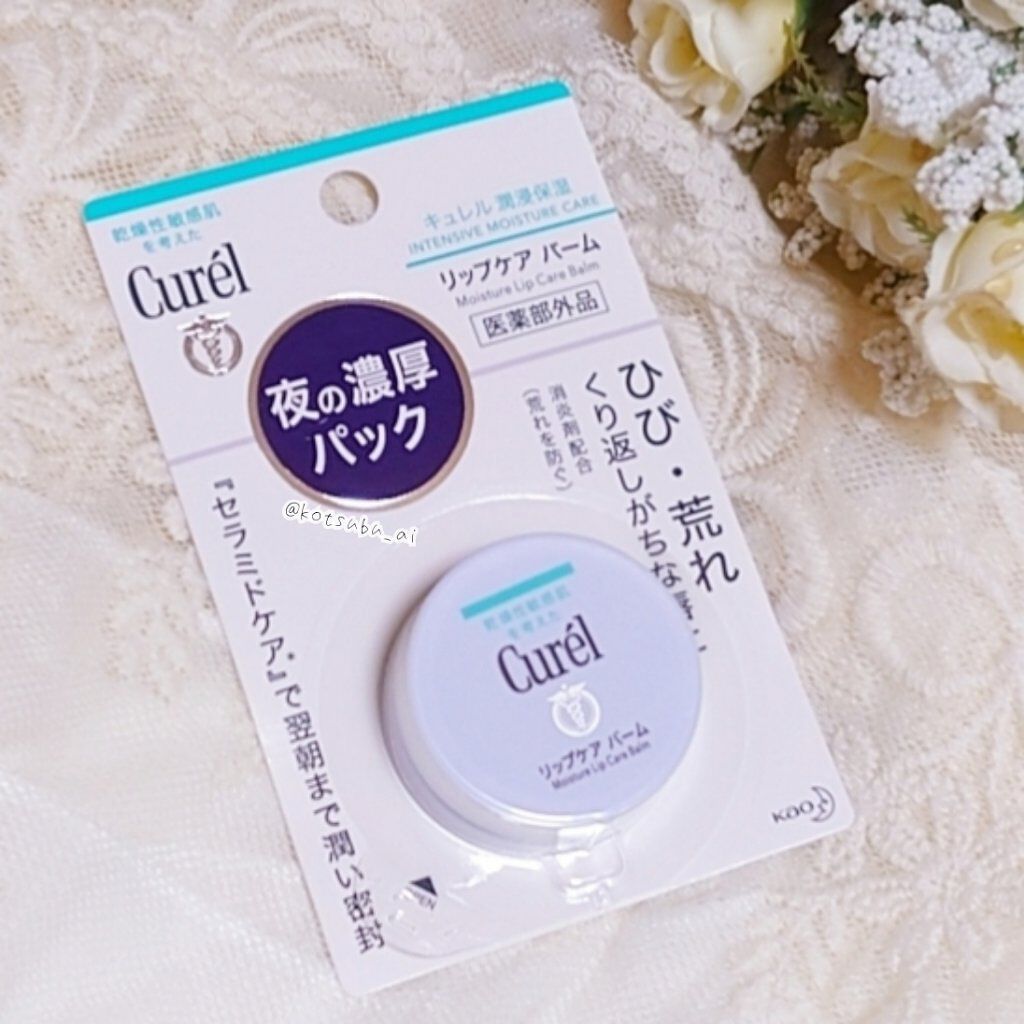 乾燥性敏感肌
を考えた
Curél
キュレル 潤浸保湿
INTENSIVE MOISTURE CARE
リップケア バーム
Moisture Lip Care Balm
医薬部外品
夜の濃厚
パック
ひび・荒れ
くり返しがちな
消炎剤配合
(荒れを防ぐ)
『セラミドケア*』で翌朝まで潤い密封
@kotsubu_ai
乾燥性敏感肌
を考えた
Curél
リップケア バーム
Moisture Lip Care Balm
Kao